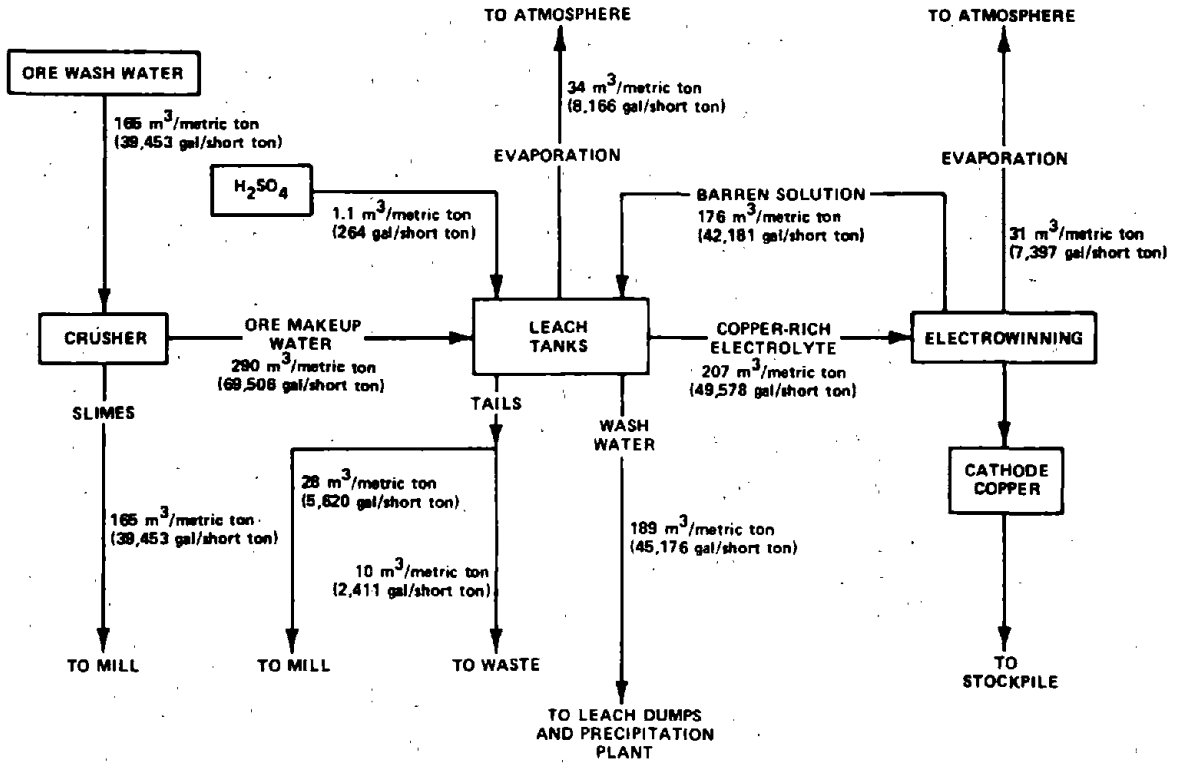 TO ATMOSPHERE
TO ATMOSPHERE
ORE WASH WATER
165 m3/metric ton
(39,453 gal/short ton)
34 m3/metric ton
(8,166 gal/short ton)
EVAPORATION
EVAPORATION
H2SO4
1.1 m3/metric ton
(264 gal/short ton)
BARREN SOLUTION
176 m3/metric ton
(42,181 gal/short ton)
31 m3/metric ton
(7,397 gal/short ton)
CRUSHER
ORE MAKEUP
WATER
290 m3/metric ton
(69,508 gal/short ton)
LEACH
TANKS
COPPER-RICH
ELECTROLYTE
207 m3/metric ton
(49,578 gal/short ton)
ELECTROWINNING
SLIMES
TAILS
WASH
WATER
CATHODE
COPPER
28 m3/metric ton
(5,620 gal/short ton)
165 m3/metric ton
(39,453 gal/short ton)
189 m3/metric ton
(45,176 gal/short ton)
10 m3/metric ton
(2,411 gal/short ton)
TO MILL
TO MILL
TO WASTE
TO
STOCKPILE
TO LEACH DUMPS
AND PRECIPITATION
PLANT